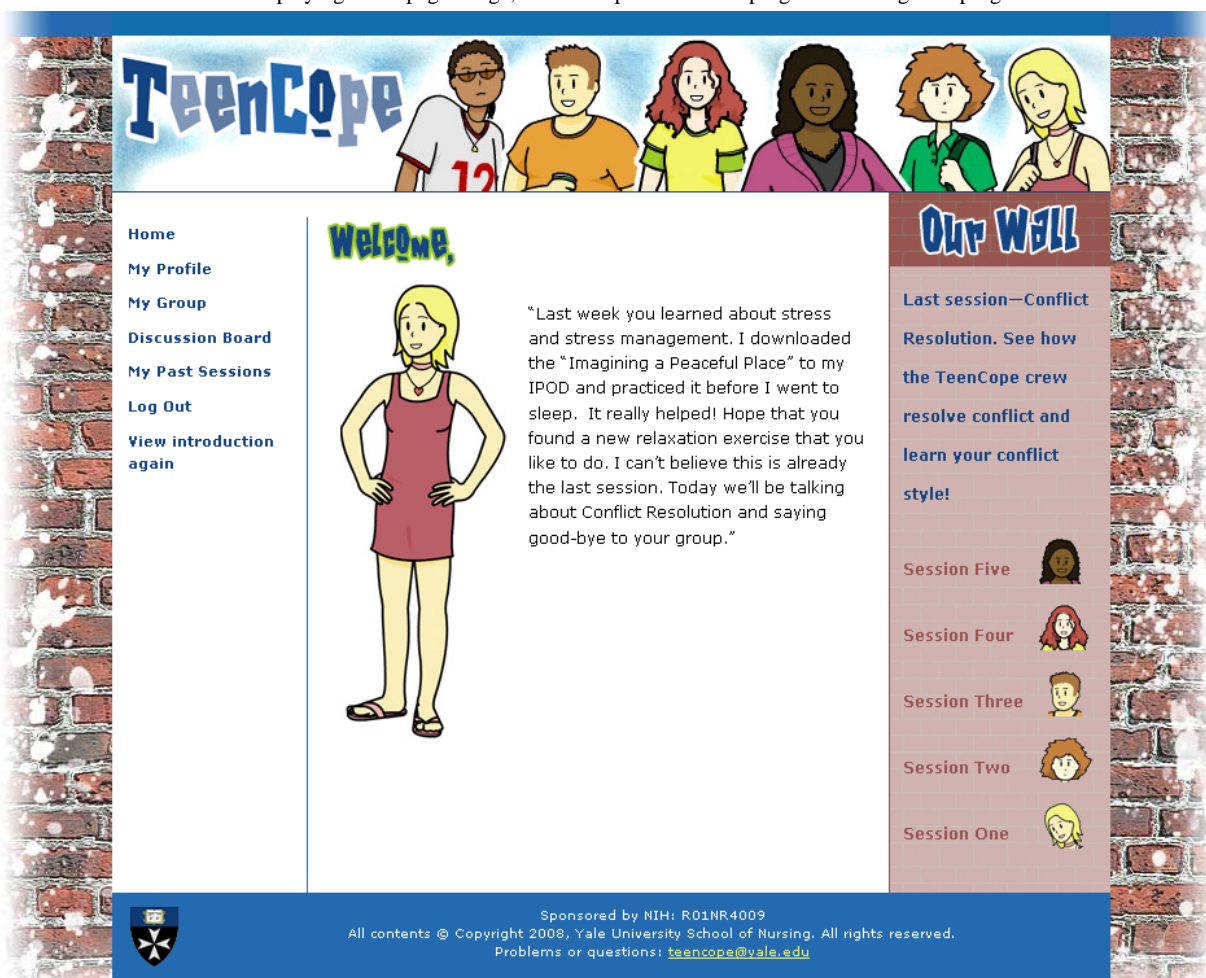 TeenCope
12
Home
My Profile
My Group
Discussion Board
My Past Sessions
Log Out
View introduction
again
Welcome,
“Last week you learned about stress
and stress management. I downloaded
the “Imagining a Peaceful Place” to my
IPOD and practiced it before I went to
sleep.  It really helped! Hope that you
found a new relaxation exercise that you
like to do. I can’t believe this is already
the last session. Today we’ll be talking
about Conflict Resolution and saying
good-bye to your group.”
Our Wall
Last session—Conflict
Resolution. See how
the TeenCope crew
resolve conflict and
learn your conflict
style!
Session Five
Session Four
Session Three
Session Two
Session One
Sponsored by NIH: R01NR4009
All contents © Copyright 2008, Yale University School of Nursing. All rights reserved.
Problems or questions: teencope@yale.edu